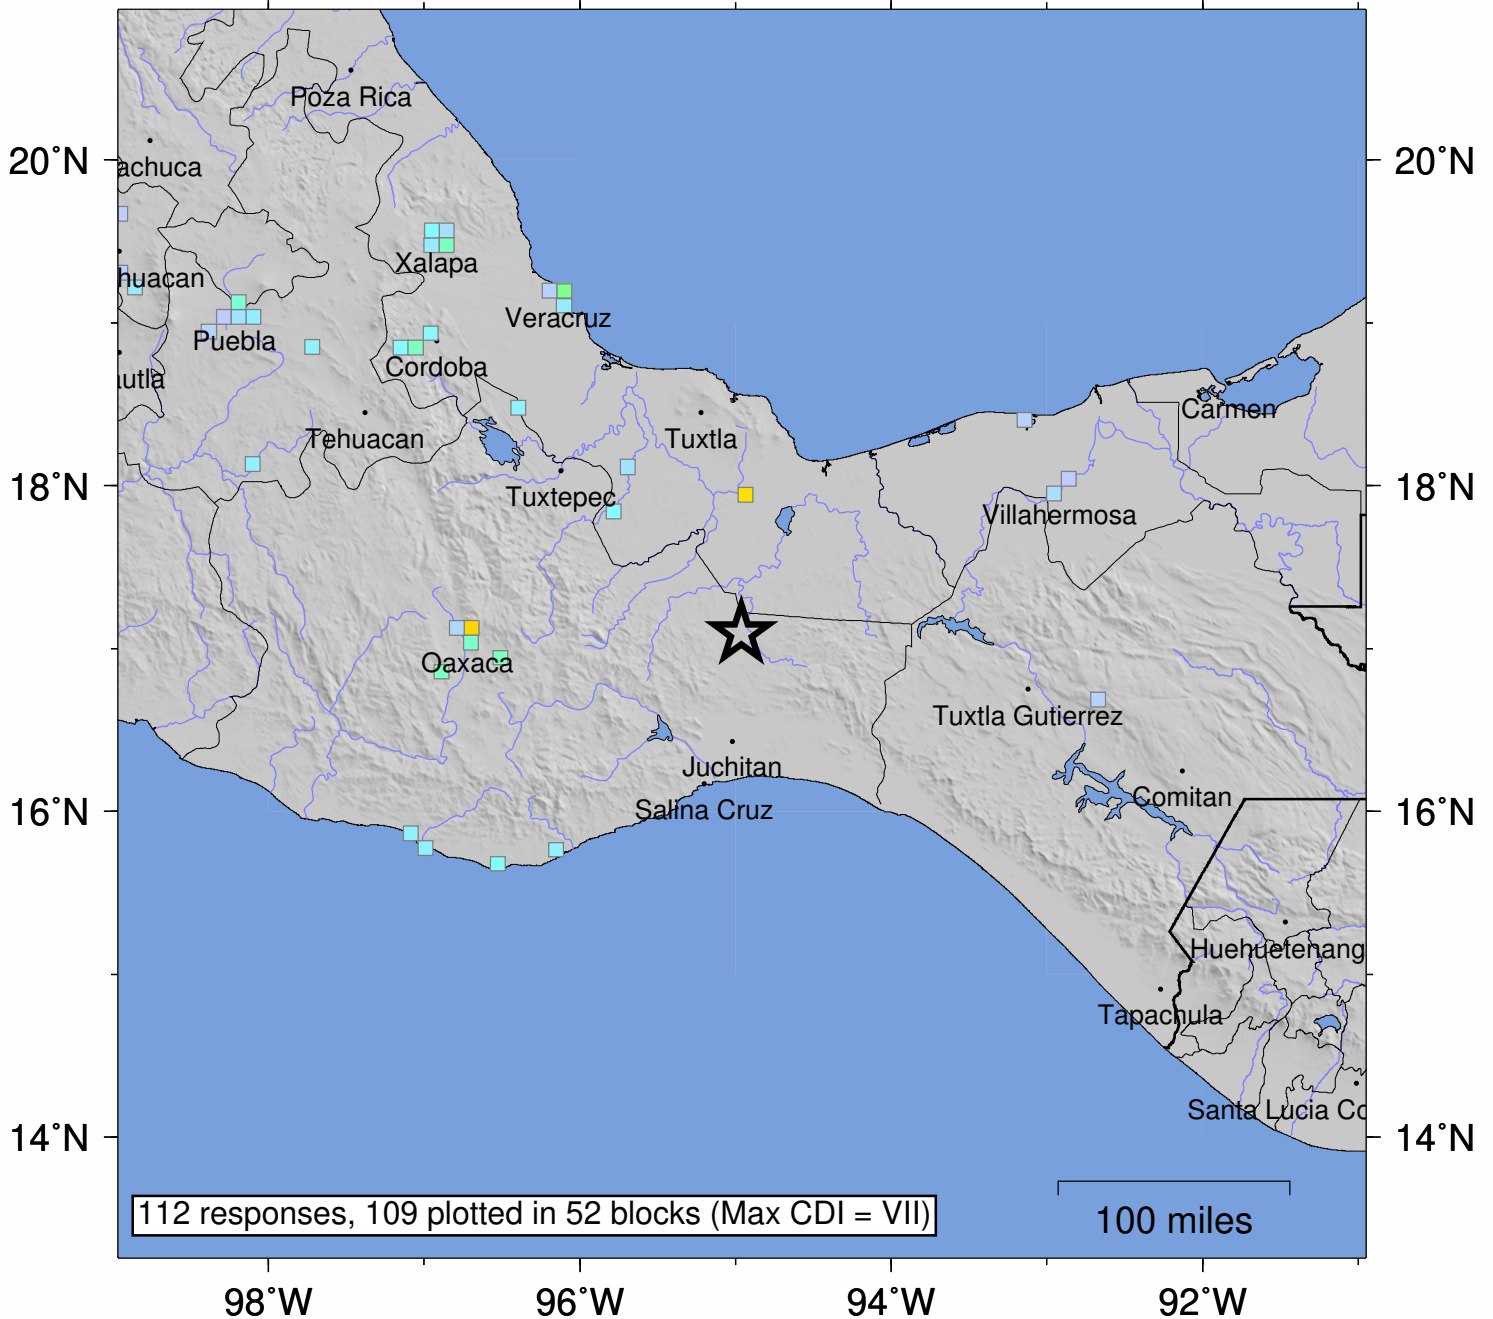 Poza Rica
20°N
20°N
achuca
Xalapa
huacan
Veracruz
Puebla
Cordoba
autla
Carmen
Tehuacan
Tuxtla
18°N
18°N
Tuxtepec
Villahermosa
Oaxaca
Tuxtla Gutierrez
Juchitan
Comitan
16°N
Salina Cruz
16°N
Huehuetenang
Tapachula
Santa Lucia Co
14°N
14°N
112 responses, 109 plotted in 52 blocks (Max CDI = VII)
100 miles
98°W
96°W
94°W
92°W